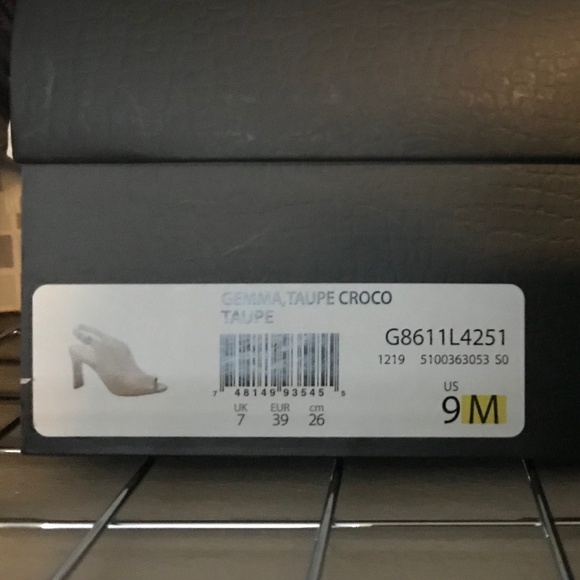 GEMMA,TAUPE CROCO
TAUPE
G8611L4251
1219 5100363053 S0
7 48149 93545 5
UK EUR cm
7 39 26
US
9 M